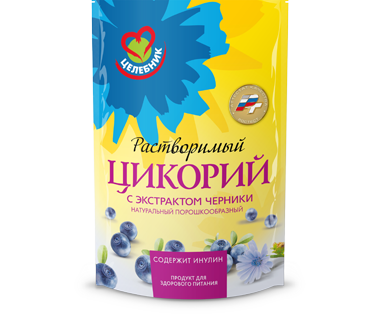 ЦЕЛЕБНИК
Растворимый
ЦИКОРИЙ
С ЭКСТРАКТОМ ЧЕРНИКИ
НАТУРАЛЬНЫЙ ПОРОШКООБРАЗНЫЙ
СОДЕРЖИТ ИНУЛИН
ПРОДУКТ ДЛЯ
ЗДОРОВОГО ПИТАНИЯ